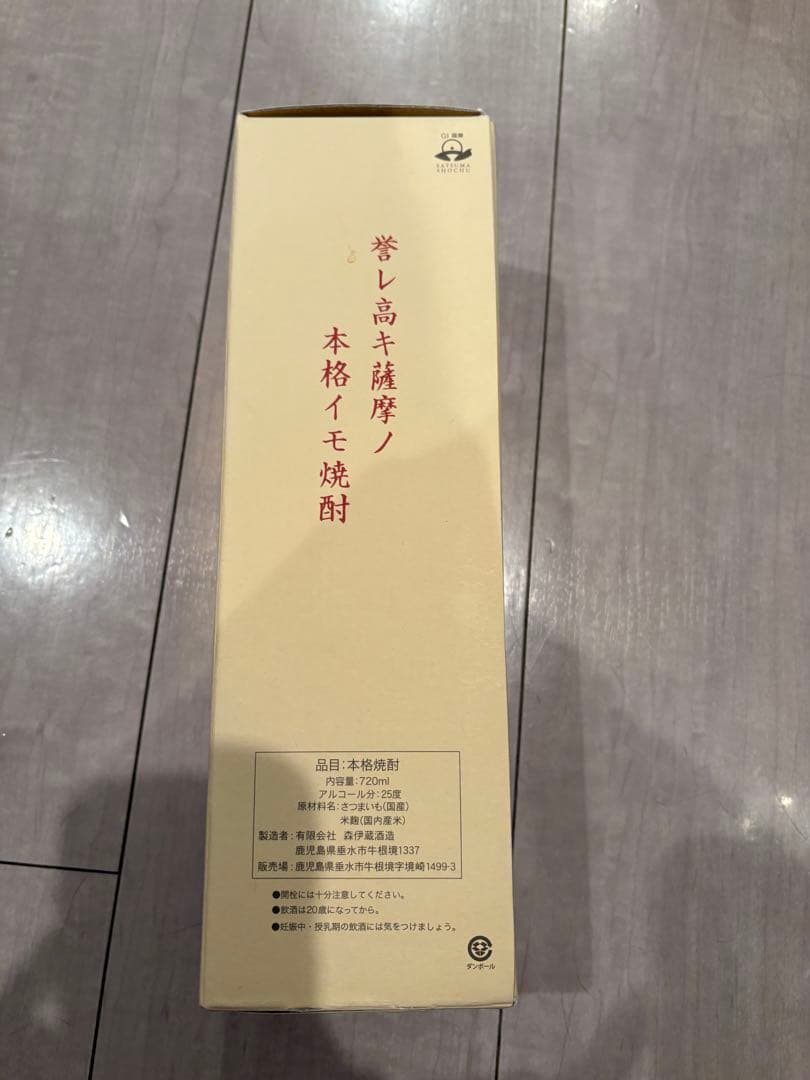 GI 薩摩
SATSUMA
SHOCHU
誉レ高キ薩摩ノ
本格イモ焼酎
品目:本格焼酎
内容量:720ml
アルコール分:25度
原材料名:さつまいも(国産)
米麹(国内産米)
製造者:有限会社 森伊蔵酒造
鹿児島県垂水市牛根境1337
販売場:鹿児島県垂水市牛根境字境崎1499-3
●開栓には十分注意してください。
●飲酒は20歳になってから。
●妊娠中・授乳期の飲酒には気をつけましょう。
ダンボール